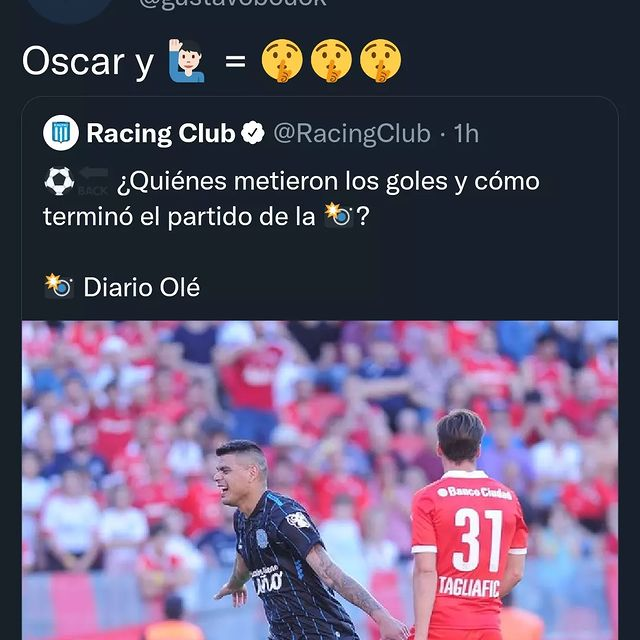 @gustavobouok
Oscar y 🙋🏻‍♂️ = 🤫🤫🤫
Racing Club @RacingClub · 1h
⚽🔙 ¿Quiénes metieron los goles y cómo
terminó el partido de la 📸?
📸 Diario Olé
Banco Ciudad
31
TAGLIAFIC